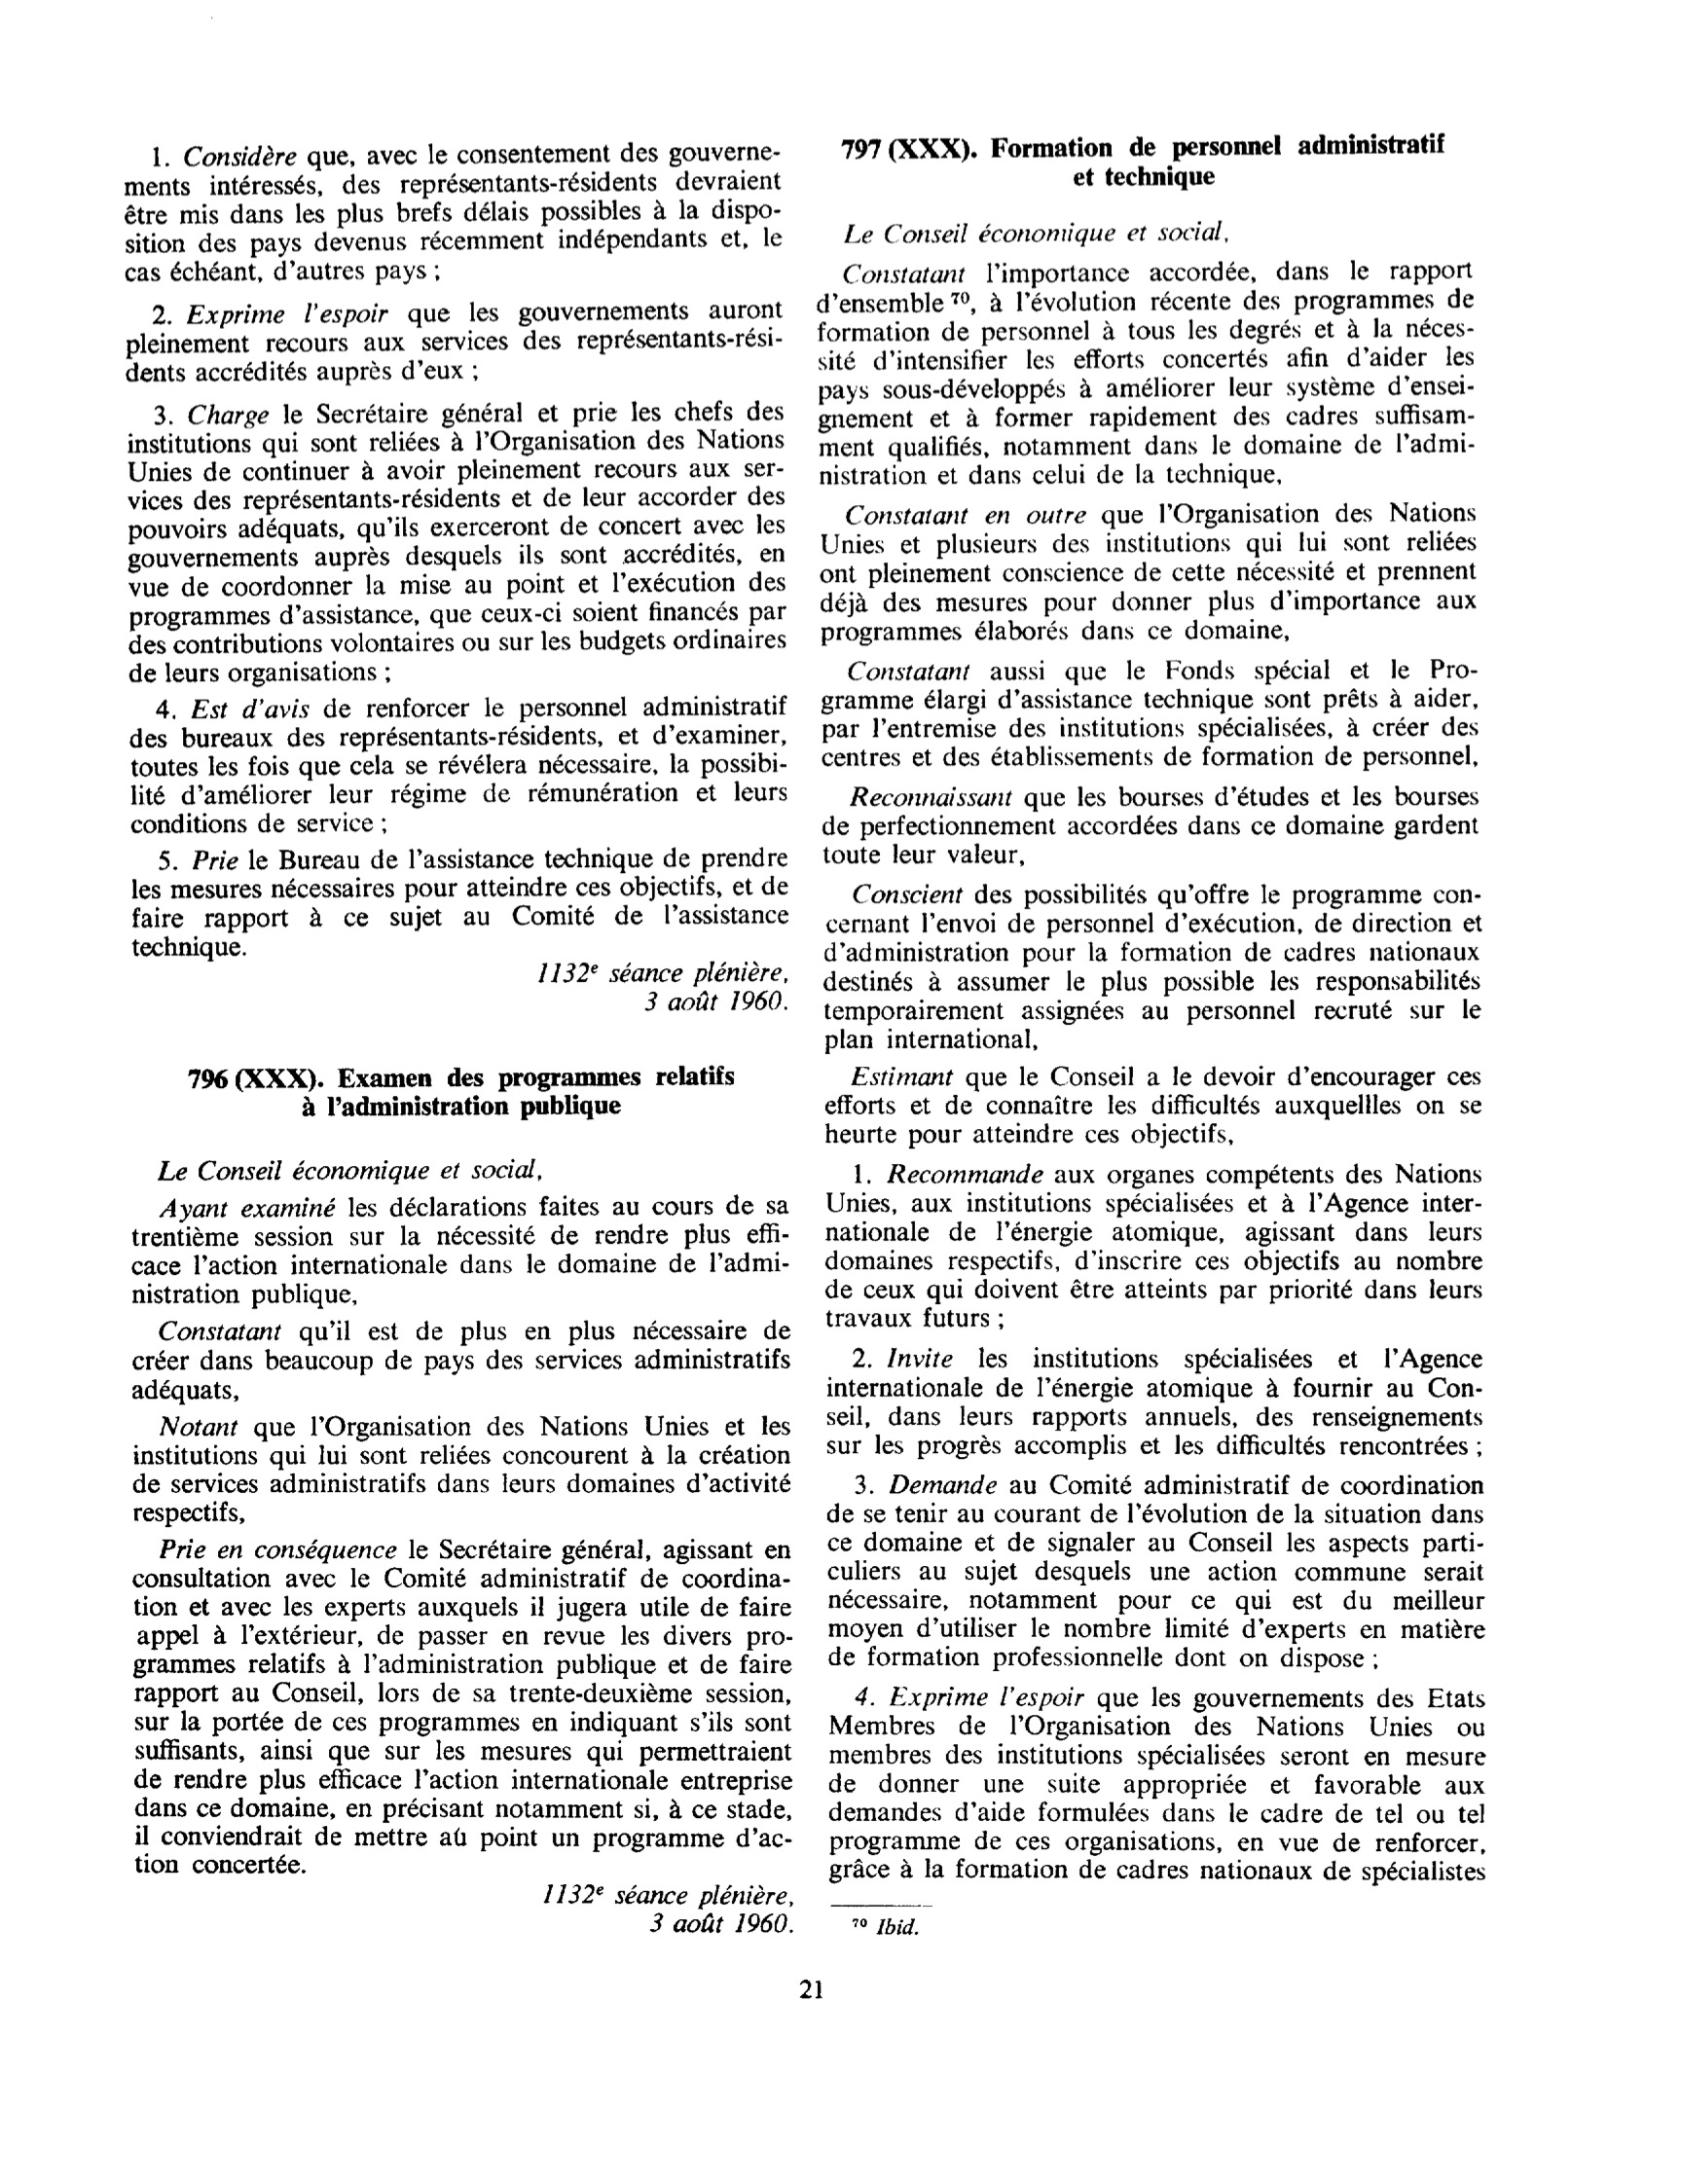 1. Considère que, avec le consentement des gouverne-
ments intéressés, des représentants-résidents devraient
être mis dans les plus brefs délais possibles à la dispo-
sition des pays devenus récemment indépendants et, le
cas échéant, d'autres pays ;
2. Exprime l'espoir que les gouvernements auront
pleinement recours aux services des représentants-rési-
dents accrédités auprès d'eux ;
3. Charge le Secrétaire général et prie les chefs des
institutions qui sont reliées à l'Organisation des Nations
Unies de continuer à avoir pleinement recours aux ser-
vices des représentants-résidents et de leur accorder des
pouvoirs adéquats, qu'ils exerceront de concert avec les
gouvernements auprès desquels ils sont accrédités, en
vue de coordonner la mise au point et l'exécution des
programmes d'assistance, que ceux-ci soient financés par
des contributions volontaires ou sur les budgets ordinaires
de leurs organisations ;
4. Est d'avis de renforcer le personnel administratif
des bureaux des représentants-résidents, et d'examiner,
toutes les fois que cela se révélera nécessaire, la possibi-
lité d'améliorer leur régime de rémunération et leurs
conditions de service ;
5. Prie le Bureau de l'assistance technique de prendre
les mesures nécessaires pour atteindre ces objectifs, et de
faire rapport à ce sujet au Comité de l'assistance
technique.
1132e séance plénière,
3 août 1960.
796 (XXX). Examen des programmes relatifs
à l'administration publique
Le Conseil économique et social,
Ayant examiné les déclarations faites au cours de sa
trentième session sur la nécessité de rendre plus effi-
cace l'action internationale dans le domaine de l'admi-
nistration publique,
Constatant qu'il est de plus en plus nécessaire de
créer dans beaucoup de pays des services administratifs
adéquats,
Notant que l'Organisation des Nations Unies et les
institutions qui lui sont reliées concourent à la création
de services administratifs dans leurs domaines d'activité
respectifs,
Prie en conséquence le Secrétaire général, agissant en
consultation avec le Comité administratif de coordina-
tion et avec les experts auxquels il jugera utile de faire
appel à l'extérieur, de passer en revue les divers pro-
grammes relatifs à l'administration publique et de faire
rapport au Conseil, lors de sa trente-deuxième session,
sur la portée de ces programmes en indiquant s'ils sont
suffisants, ainsi que sur les mesures qui permettraient
de rendre plus efficace l'action internationale entreprise
dans ce domaine, en précisant notamment si, à ce stade,
il conviendrait de mettre aù point un programme d'ac-
tion concertée.
1132e séance plénière,
3 août 1960.
797 (XXX). Formation de personnel administratif
et technique
Le Conseil économique et social,
Constatant l'importance accordée, dans le rapport
d'ensemble 70, à l'évolution récente des programmes de
formation de personnel à tous les degrés et à la néces-
sité d'intensifier les efforts concertés afin d'aider les
pays sous-développés à améliorer leur système d'ensei-
gnement et à former rapidement des cadres suffisam-
ment qualifiés, notamment dans le domaine de l'admi-
nistration et dans celui de la technique,
Constatant en outre que l'Organisation des Nations
Unies et plusieurs des institutions qui lui sont reliées
ont pleinement conscience de cette nécessité et prennent
déjà des mesures pour donner plus d'importance aux
programmes élaborés dans ce domaine,
Constatant aussi que le Fonds spécial et le Pro-
gramme élargi d'assistance technique sont prêts à aider,
par l'entremise des institutions spécialisées, à créer des
centres et des établissements de formation de personnel,
Reconnaissant que les bourses d'études et les bourses
de perfectionnement accordées dans ce domaine gardent
toute leur valeur,
Conscient des possibilités qu'offre le programme con-
cernant l'envoi de personnel d'exécution, de direction et
d'administration pour la formation de cadres nationaux
destinés à assumer le plus possible les responsabilités
temporairement assignées au personnel recruté sur le
plan international,
Estimant que le Conseil a le devoir d'encourager ces
efforts et de connaître les difficultés auxquellles on se
heurte pour atteindre ces objectifs,
1. Recommande aux organes compétents des Nations
Unies, aux institutions spécialisées et à l'Agence inter-
nationale de l'énergie atomique, agissant dans leurs
domaines respectifs, d'inscrire ces objectifs au nombre
de ceux qui doivent être atteints par priorité dans leurs
travaux futurs ;
2. Invite les institutions spécialisées et l'Agence
internationale de l'énergie atomique à fournir au Con-
seil, dans leurs rapports annuels, des renseignements
sur les progrès accomplis et les difficultés rencontrées ;
3. Demande au Comité administratif de coordination
de se tenir au courant de l'évolution de la situation dans
ce domaine et de signaler au Conseil les aspects parti-
culiers au sujet desquels une action commune serait
nécessaire, notamment pour ce qui est du meilleur
moyen d'utiliser le nombre limité d'experts en matière
de formation professionnelle dont on dispose ;
4. Exprime l'espoir que les gouvernements des Etats
Membres de l'Organisation des Nations Unies ou
membres des institutions spécialisées seront en mesure
de donner une suite appropriée et favorable aux
demandes d'aide formulées dans le cadre de tel ou tel
programme de ces organisations, en vue de renforcer,
grâce à la formation de cadres nationaux de spécialistes
70 Ibid.
21